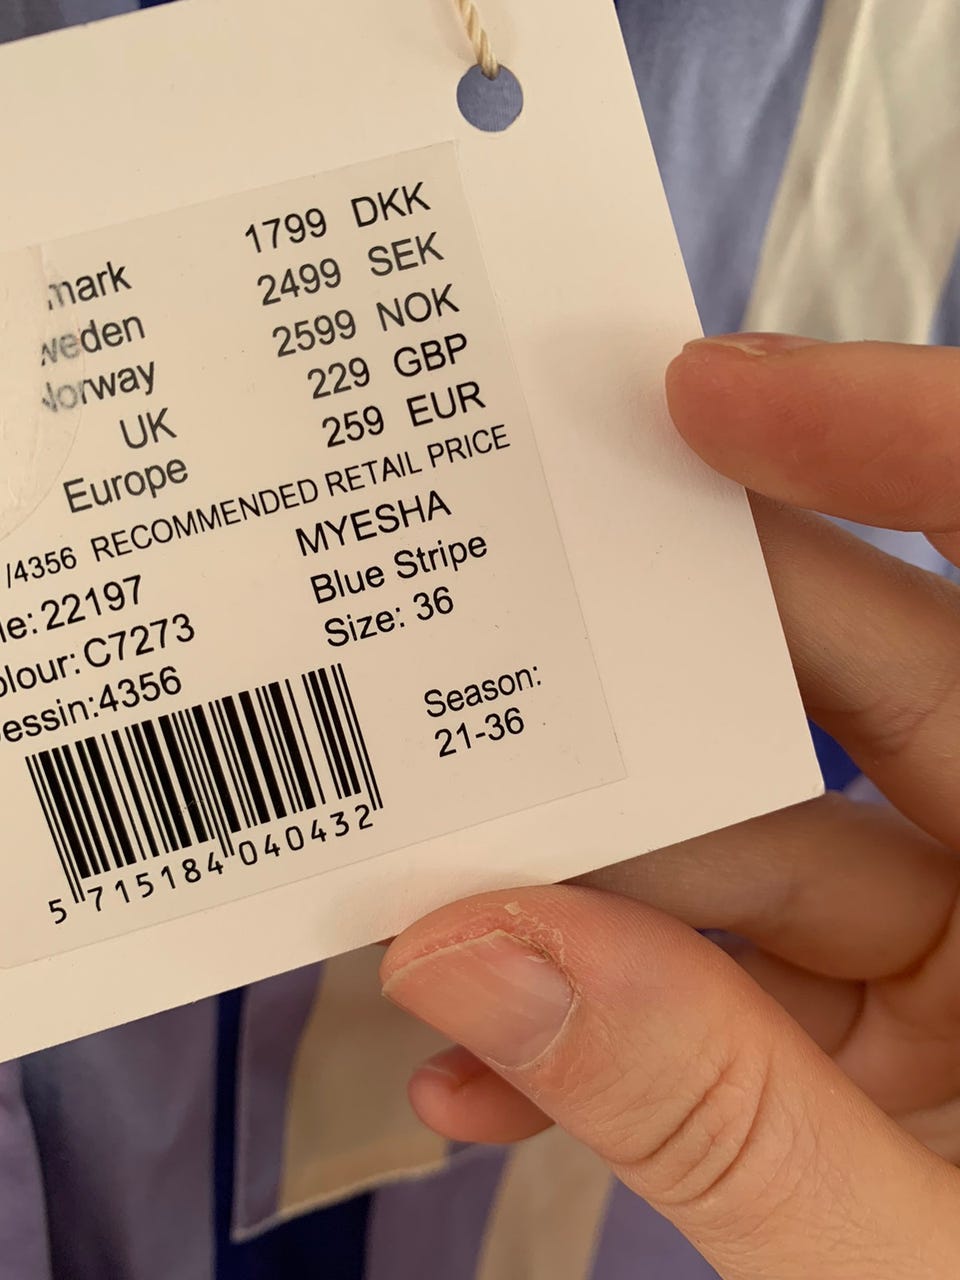 mark 1799 DKK
weden 2499 SEK
Norway 2599 NOK
UK 229 GBP
Europe 259 EUR
/4356 RECOMMENDED RETAIL PRICE
le:22197 MYESHA
olour:C7273 Blue Stripe
essin:4356 Size: 36
Season:
21-36
5 715184 040432